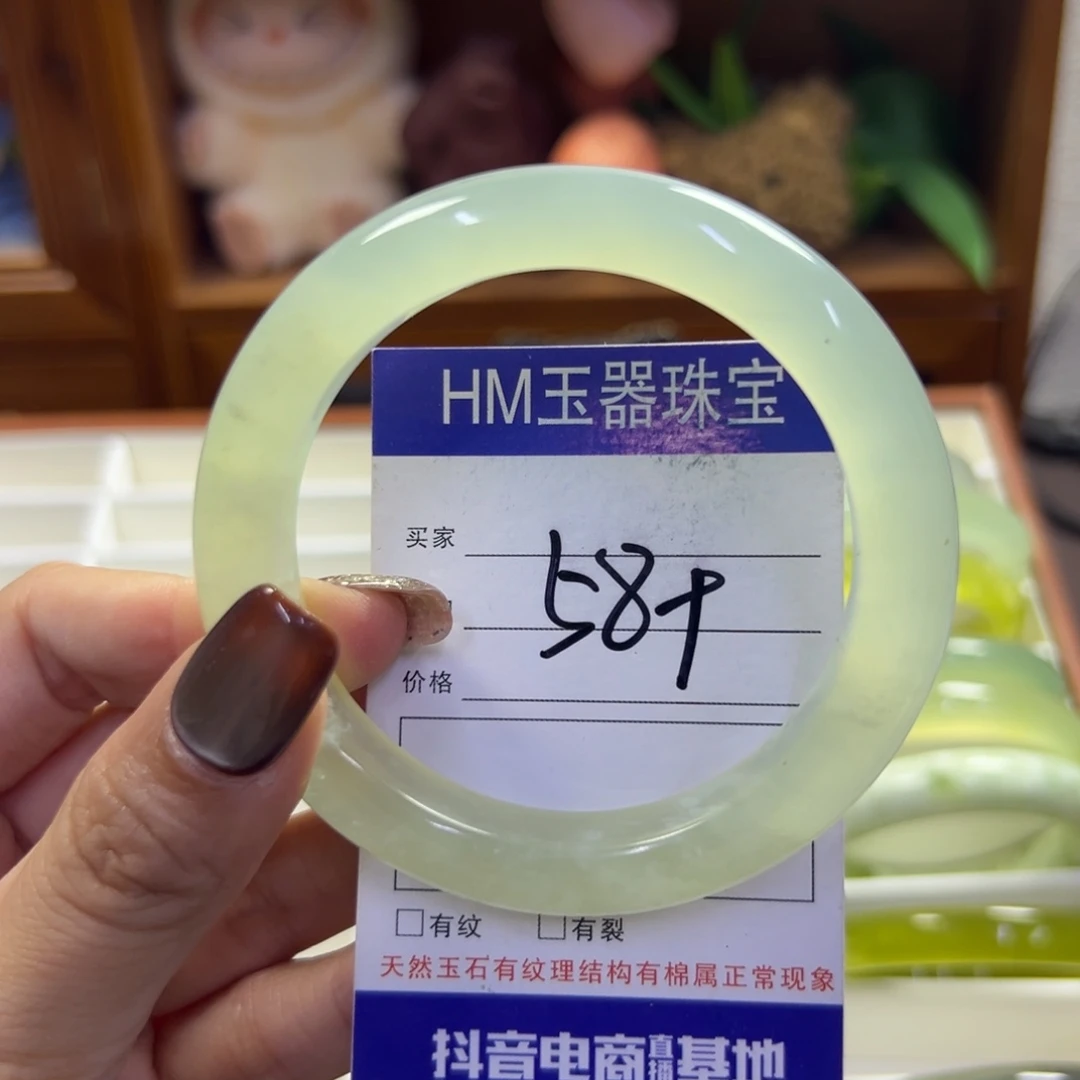 HM玉器珠宝
买家
58+
价格
□有纹 □有裂
天然玉石有纹理结构有棉属正常现象
抖音电商直播基地